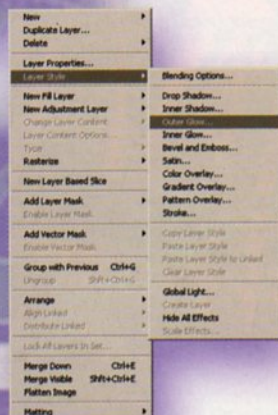 New
Duplicate Layer...
Delete
Layer Properties...
Layer Style
New Fill Layer
New Adjustment Layer
Change Layer Content
Layer Content Options...
Type
Rasterize
New Layer Based Slice
Add Layer Mask
Enable Layer Mask
Add Vector Mask
Enable Vector Mask
Group with Previous Ctrl+G
Ungroup Shft+Ctrl+G
Arrange
Align Linked
Distribute Linked
Lock All Layers In Set...
Merge Down Ctrl+E
Merge Visible Shft+Ctrl+E
Flatten Image
Matting
Blending Options...
Drop Shadow...
Inner Shadow...
Outer Glow...
Inner Glow...
Bevel and Emboss...
Satin...
Color Overlay...
Gradient Overlay...
Pattern Overlay...
Stroke...
Copy Layer Style
Paste Layer Style
Paste Layer Style to Linked
Clear Layer Style
Global Light...
Create Layer
Hide All Effects
Scale Effects...